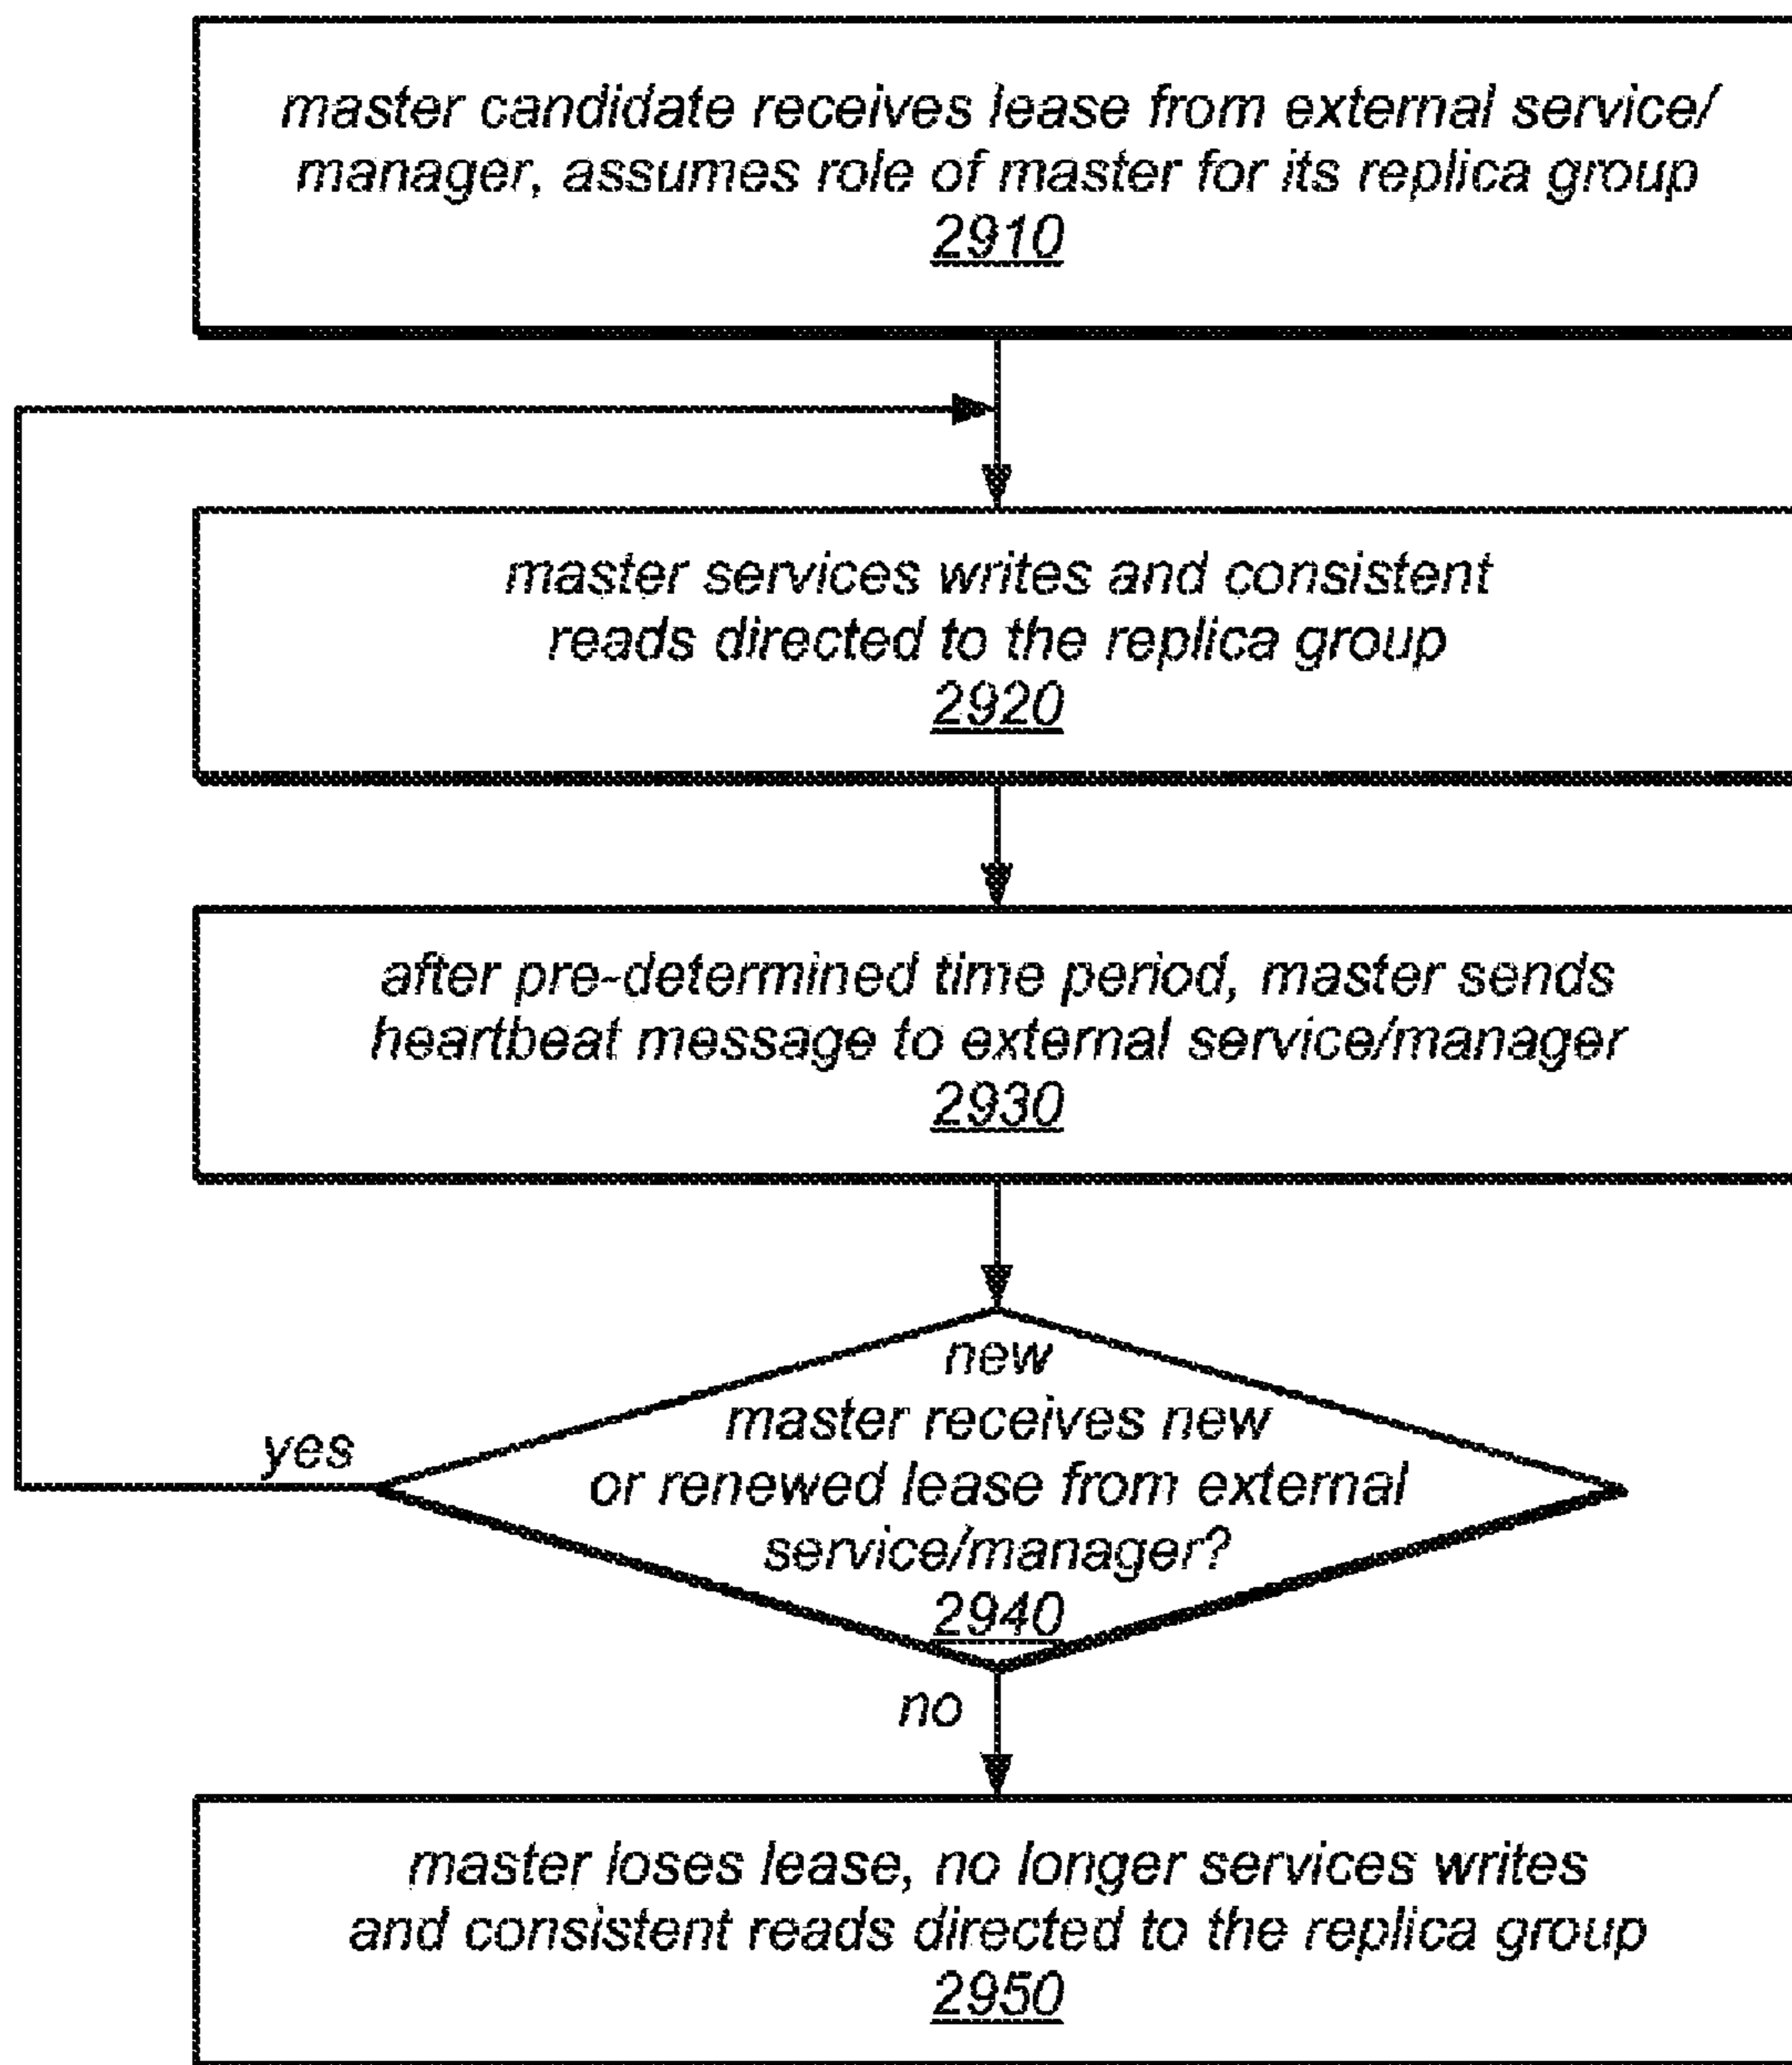 master candidate receives lease from external service/
manager, assumes role of master for its replica group
2910
master services writes and consistent
reads directed to the replica group
2920
after pre-determined time period, master sends
heartbeat message to external service/manager
2930
new
master receives new
or renewed lease from external
service/manager?
2940
yes
no
master loses lease, no longer services writes
and consistent reads directed to the replica group
2950